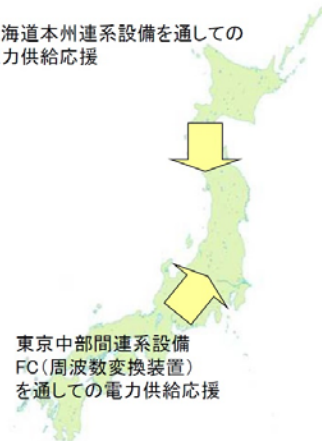 海道本州連系設備を通しての
力供給応援
東京中部間連系設備
FC(周波数変換装置)
を通しての電力供給応援